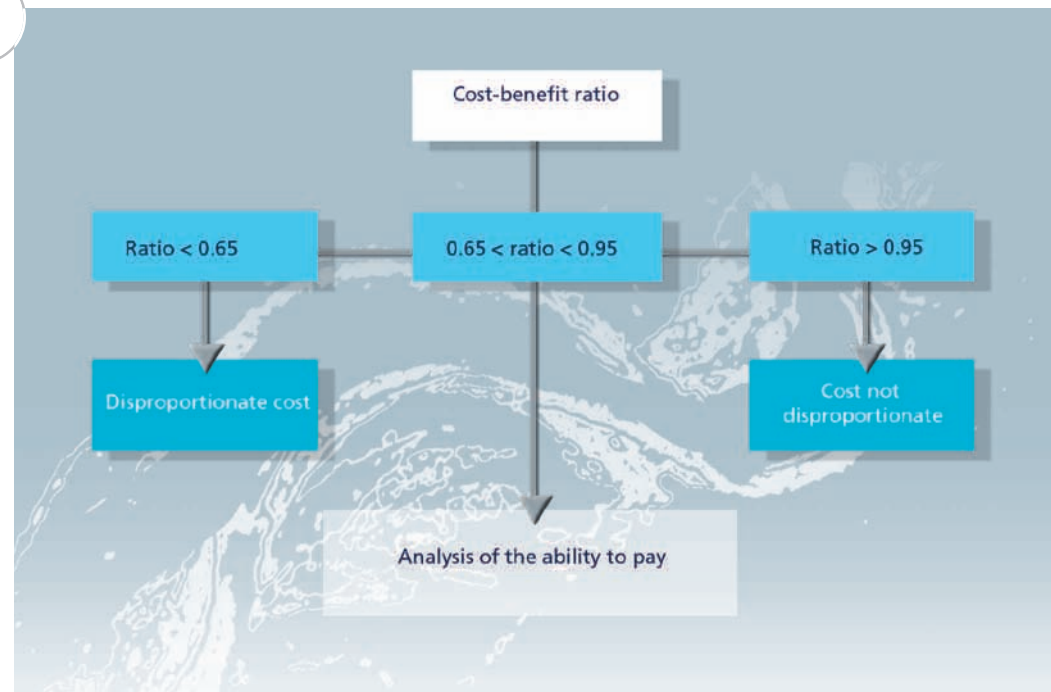 Cost-benefit ratio
Ratio < 0.65
0.65 < ratio < 0.95
Ratio > 0.95
Disproportionate cost
Cost not
disproportionate
Analysis of the ability to pay